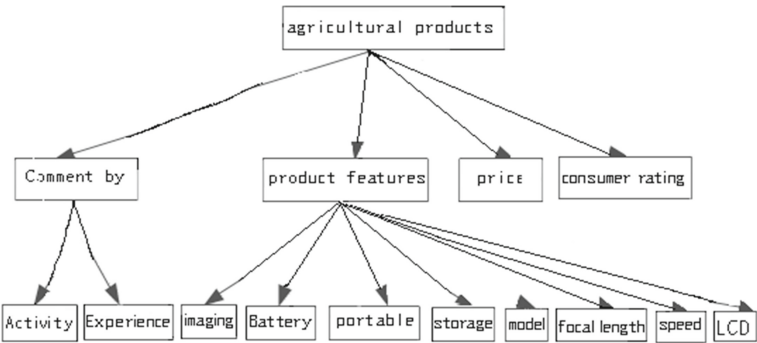 agricultural products
Comment by
product features
price
consumer rating
Activity
Experience
imaging
Battery
portable
storage
model
focal length
speed
LCD